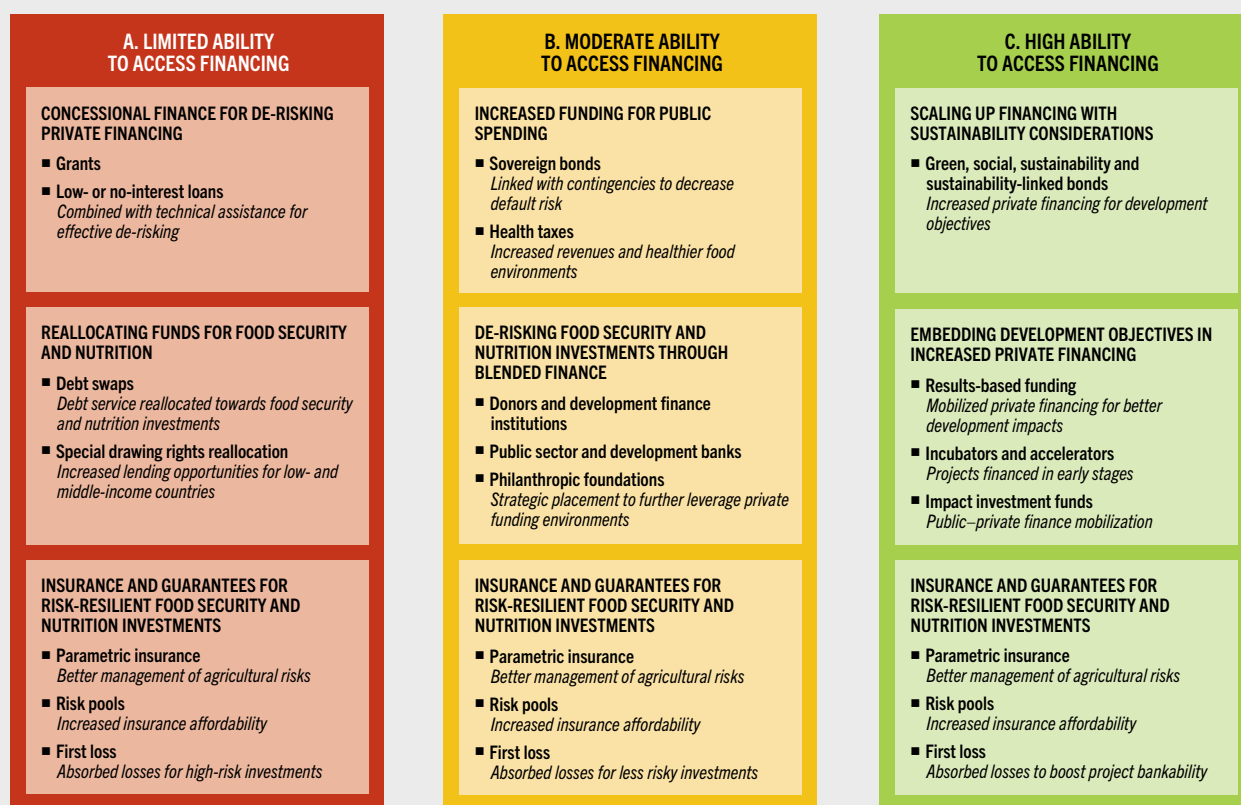 A. LIMITED ABILITY
TO ACCESS FINANCING
CONCESSIONAL FINANCE FOR DE-RISKING
PRIVATE FINANCING
■ Grants
■ Low- or no-interest loans
Combined with technical assistance for
effective de-risking
REALLOCATING FUNDS FOR FOOD SECURITY
AND NUTRITION
■ Debt swaps
Debt service reallocated towards food security
and nutrition investments
■ Special drawing rights reallocation
Increased lending opportunities for low- and
middle-income countries
INSURANCE AND GUARANTEES FOR
RISK-RESILIENT FOOD SECURITY AND
NUTRITION INVESTMENTS
■ Parametric insurance
Better management of agricultural risks
■ Risk pools
Increased insurance affordability
■ First loss
Absorbed losses for high-risk investments
B. MODERATE ABILITY
TO ACCESS FINANCING
INCREASED FUNDING FOR PUBLIC
SPENDING
■ Sovereign bonds
Linked with contingencies to decrease
default risk
■ Health taxes
Increased revenues and healthier food
environments
DE-RISKING FOOD SECURITY AND
NUTRITION INVESTMENTS THROUGH
BLENDED FINANCE
■ Donors and development finance
institutions
■ Public sector and development banks
■ Philanthropic foundations
Strategic placement to further leverage private
funding environments
INSURANCE AND GUARANTEES FOR
RISK-RESILIENT FOOD SECURITY AND
NUTRITION INVESTMENTS
■ Parametric insurance
Better management of agricultural risks
■ Risk pools
Increased insurance affordability
■ First loss
Absorbed losses for less risky investments
C. HIGH ABILITY
TO ACCESS FINANCING
SCALING UP FINANCING WITH
SUSTAINABILITY CONSIDERATIONS
■ Green, social, sustainability and
sustainability-linked bonds
Increased private financing for development
objectives
EMBEDDING DEVELOPMENT OBJECTIVES IN
INCREASED PRIVATE FINANCING
■ Results-based funding
Mobilized private financing for better
development impacts
■ Incubators and accelerators
Projects financed in early stages
■ Impact investment funds
Public–private finance mobilization
INSURANCE AND GUARANTEES FOR
RISK-RESILIENT FOOD SECURITY AND
NUTRITION INVESTMENTS
■ Parametric insurance
Better management of agricultural risks
■ Risk pools
Increased insurance affordability
■ First loss
Absorbed losses to boost project bankability